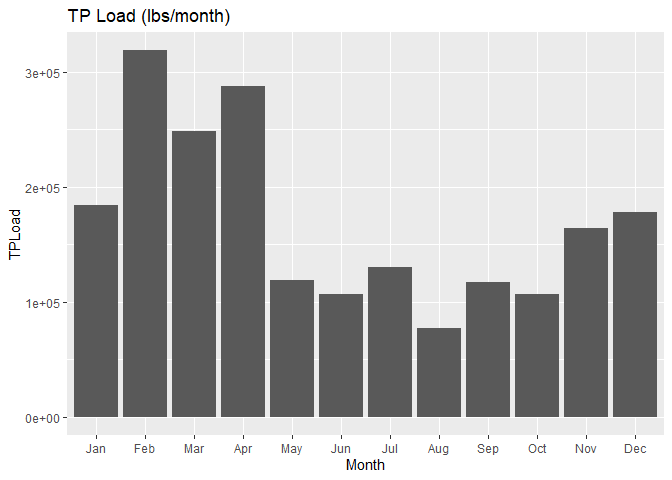 TP Load (lbs/month)
3e+05
2e+05
1e+05
0e+00
TPLoad
Jan Feb Mar Apr May Jun Jul Aug Sep Oct Nov Dec
Month